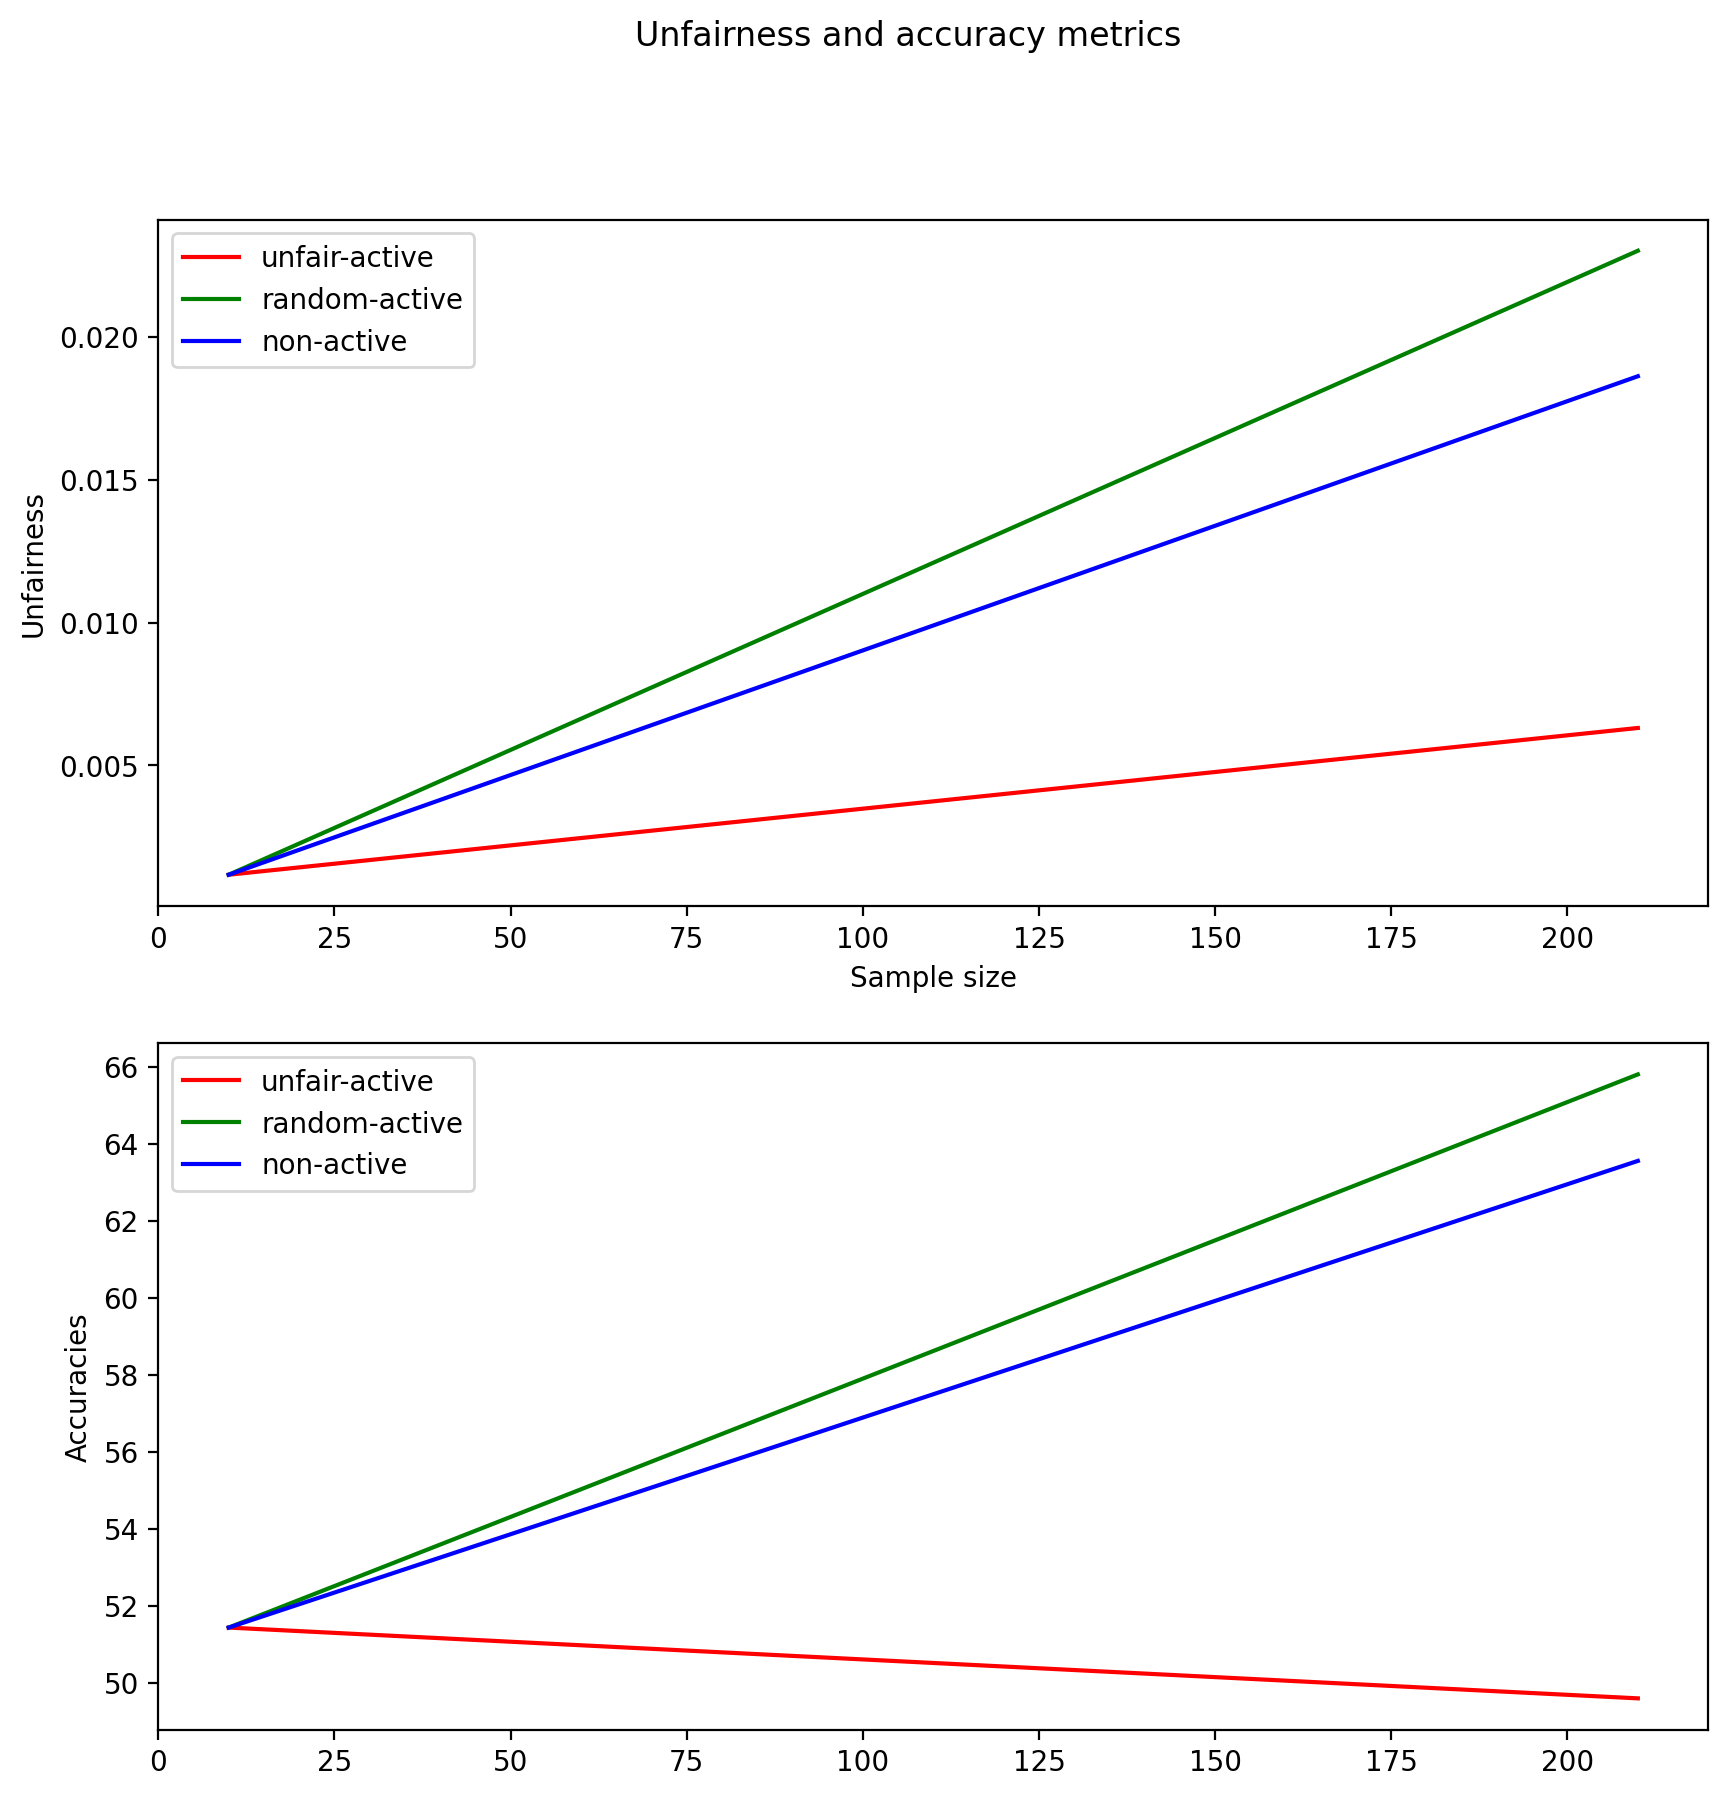 Unfairness and accuracy metrics
unfair-active
random-active
non-active
0.020
0.015
0.010
0.005
Unfairness
0 25 50 75 100 125 150 175 200
Sample size
unfair-active
random-active
non-active
66
64
62
60
58
56
54
52
50
Accuracies
0 25 50 75 100 125 150 175 200